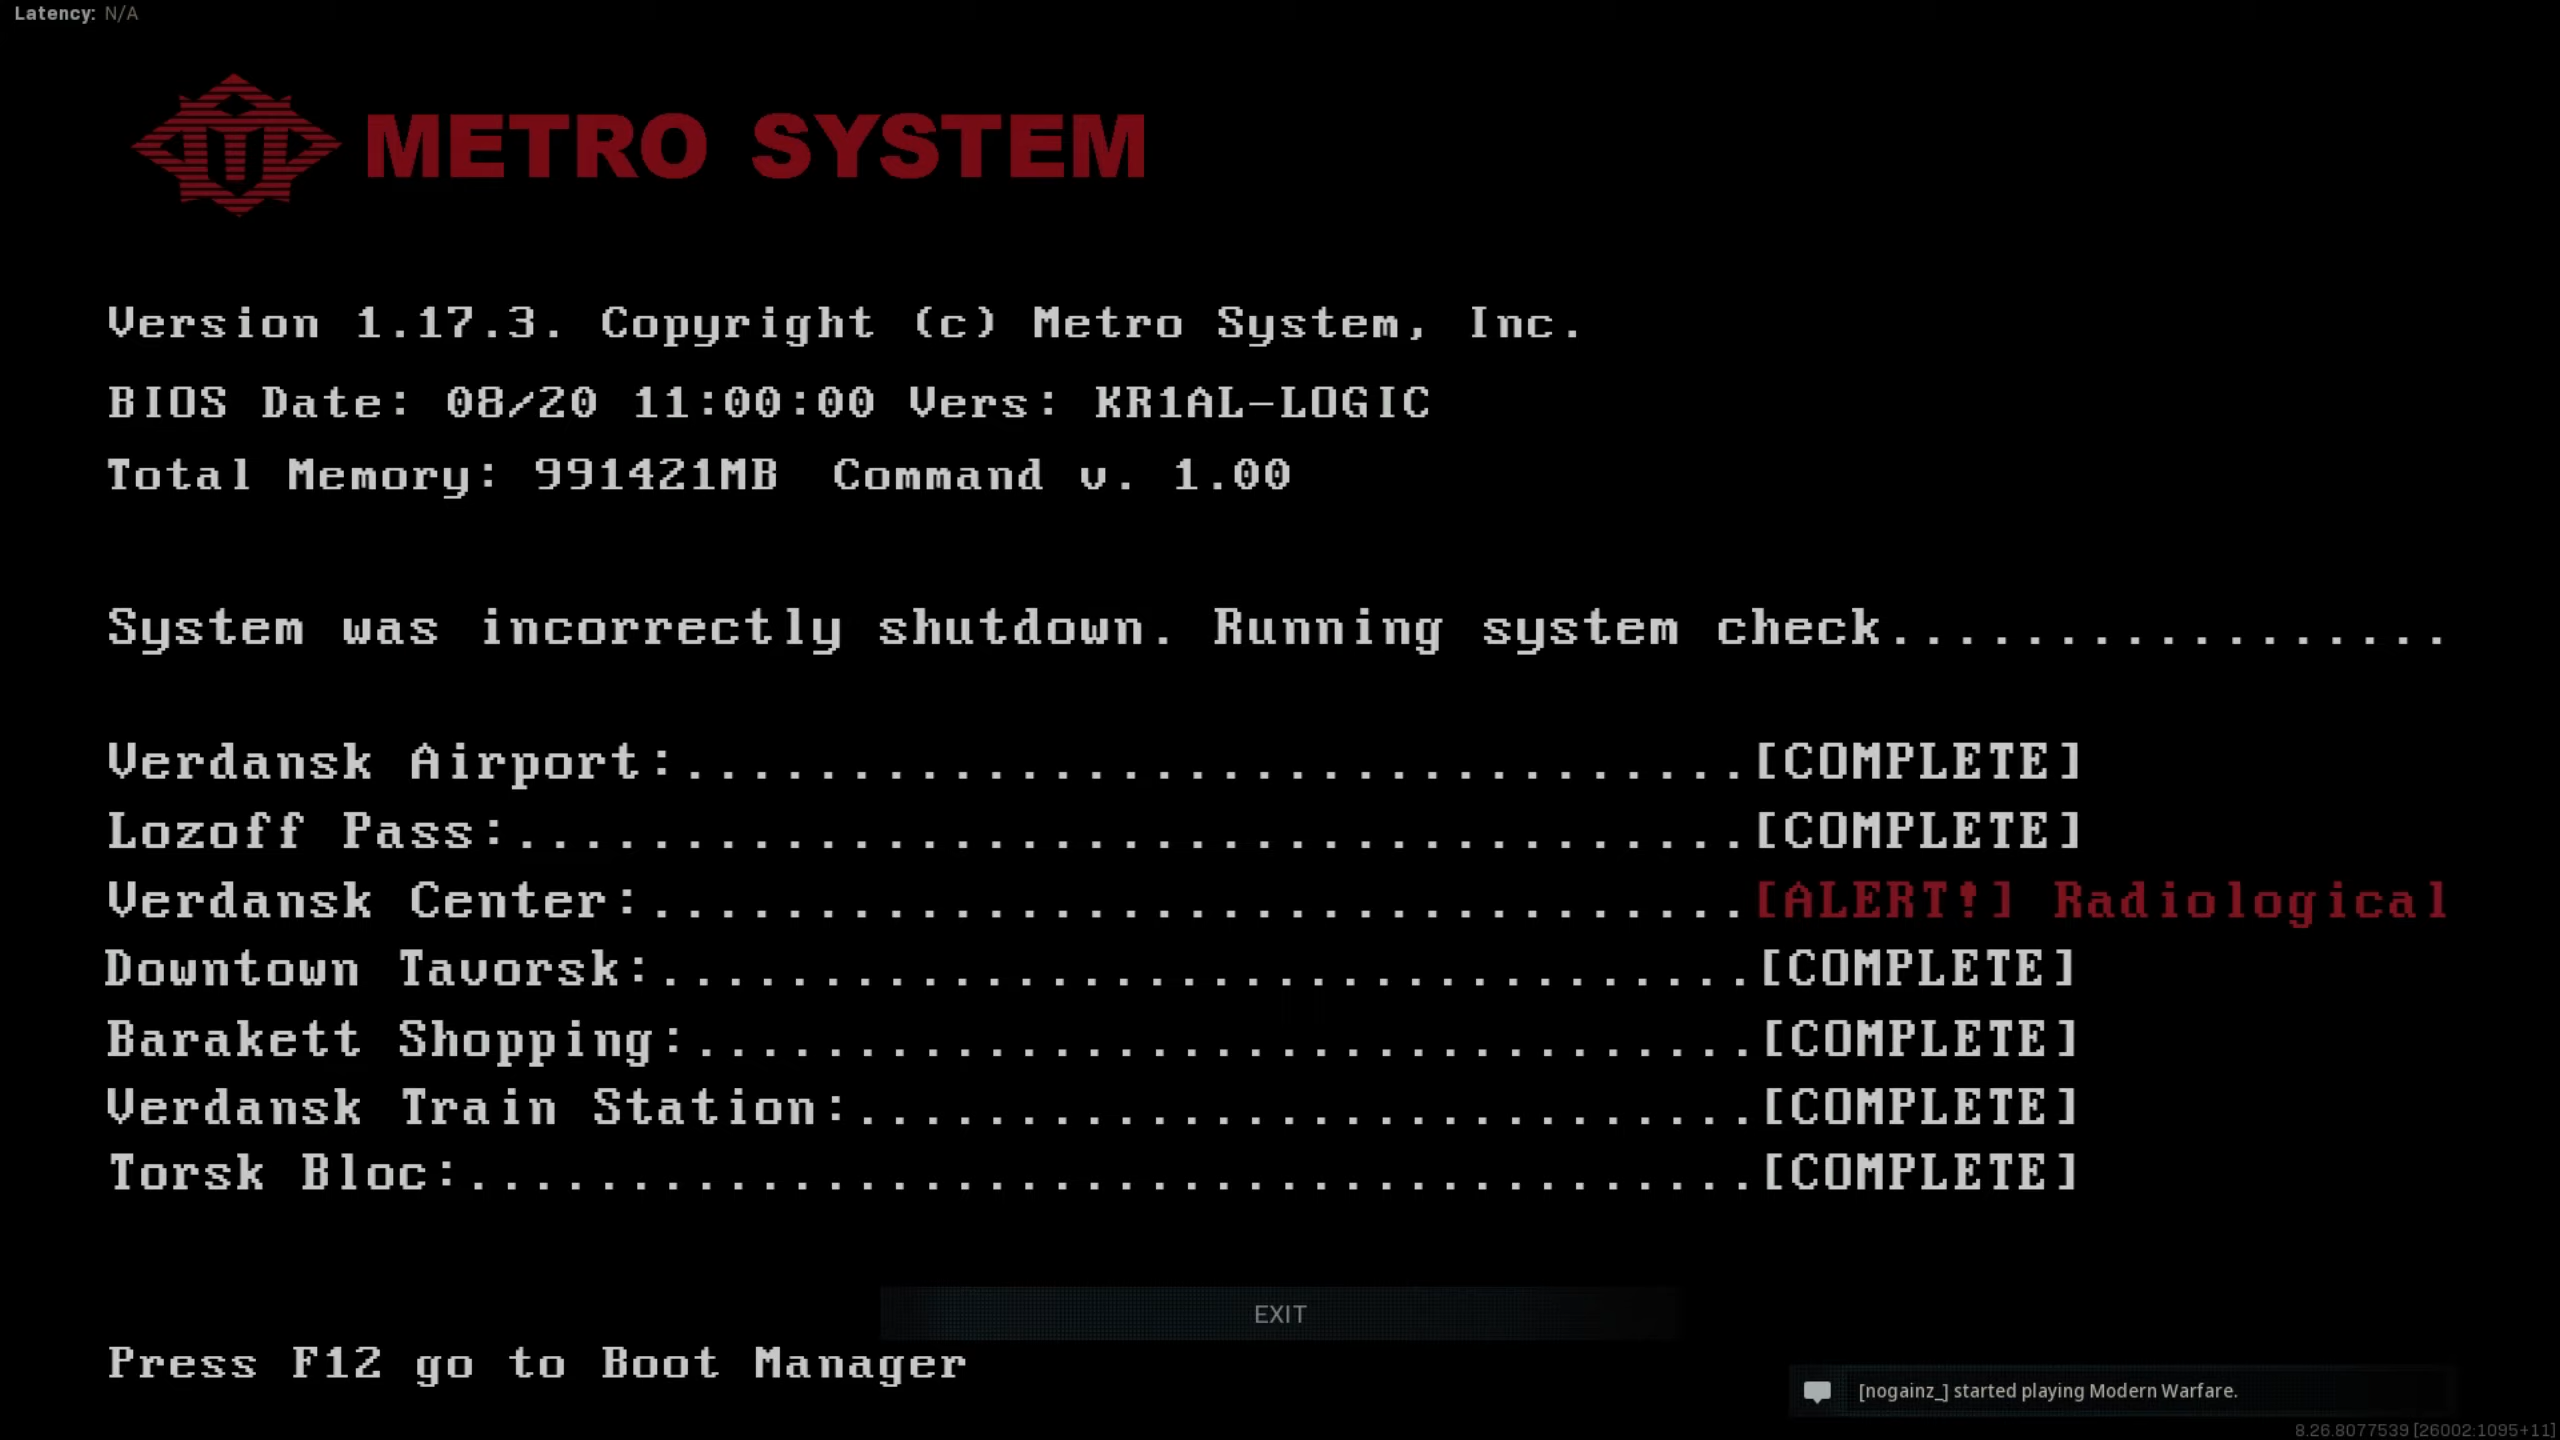 Latency: N/A
METRO SYSTEM
Version 1.17.3. Copyright (c) Metro System, Inc.
BIOS Date: 08/20 11:00:00 Vers: KR1AL-LOGIC
Total Memory: 991421MB Command v. 1.00
System was incorrectly shutdown. Running system check.................
Verdansk Airport:................................[COMPLETE]
Lozoff Pass:.....................................[COMPLETE]
Verdansk Center:.................................[ALERT!] Radiological
Downtown Tavorsk:..................................[COMPLETE]
Barakett Shopping:.................................[COMPLETE]
Verdansk Train Station:............................[COMPLETE]
Torsk Bloc:........................................[COMPLETE]
EXIT
Press F12 go to Boot Manager
[nogainz_] started playing Modern Warfare.
8.26.8077539 [26002:1095+11]